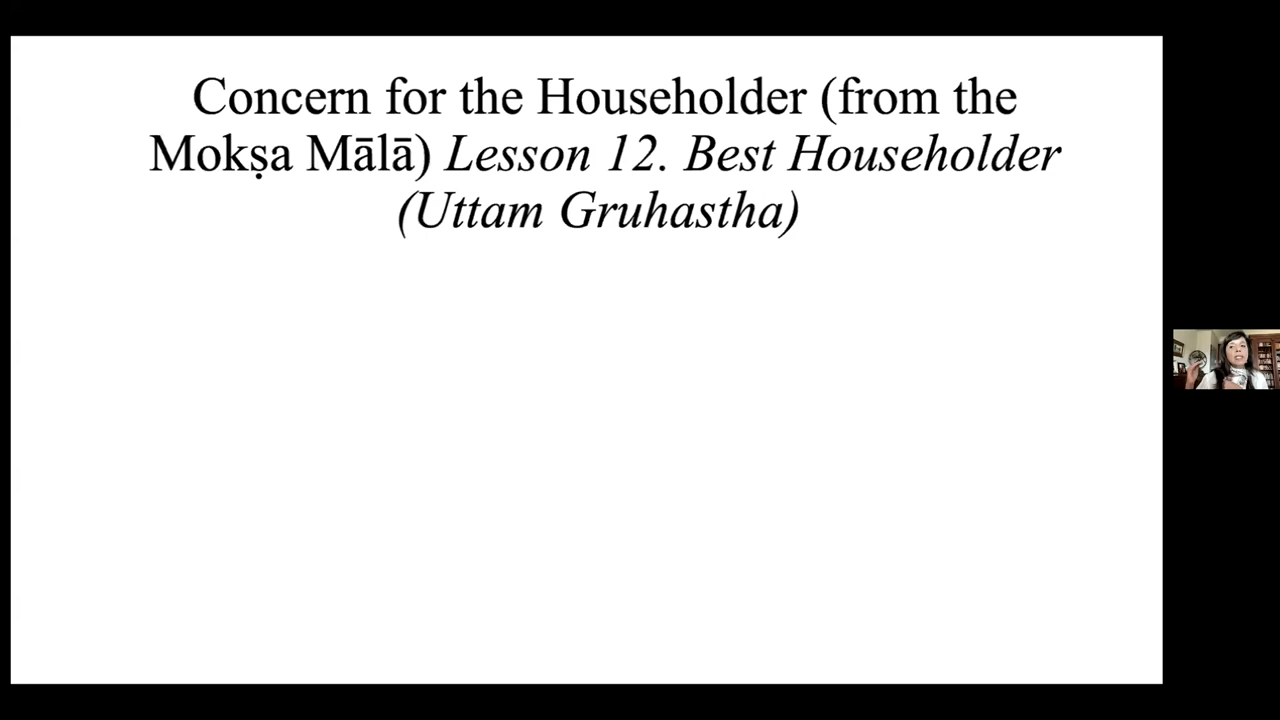 Concern for the Householder (from the
Mokṣa Mālā) Lesson 12. Best Householder
(Uttam Gruhastha)